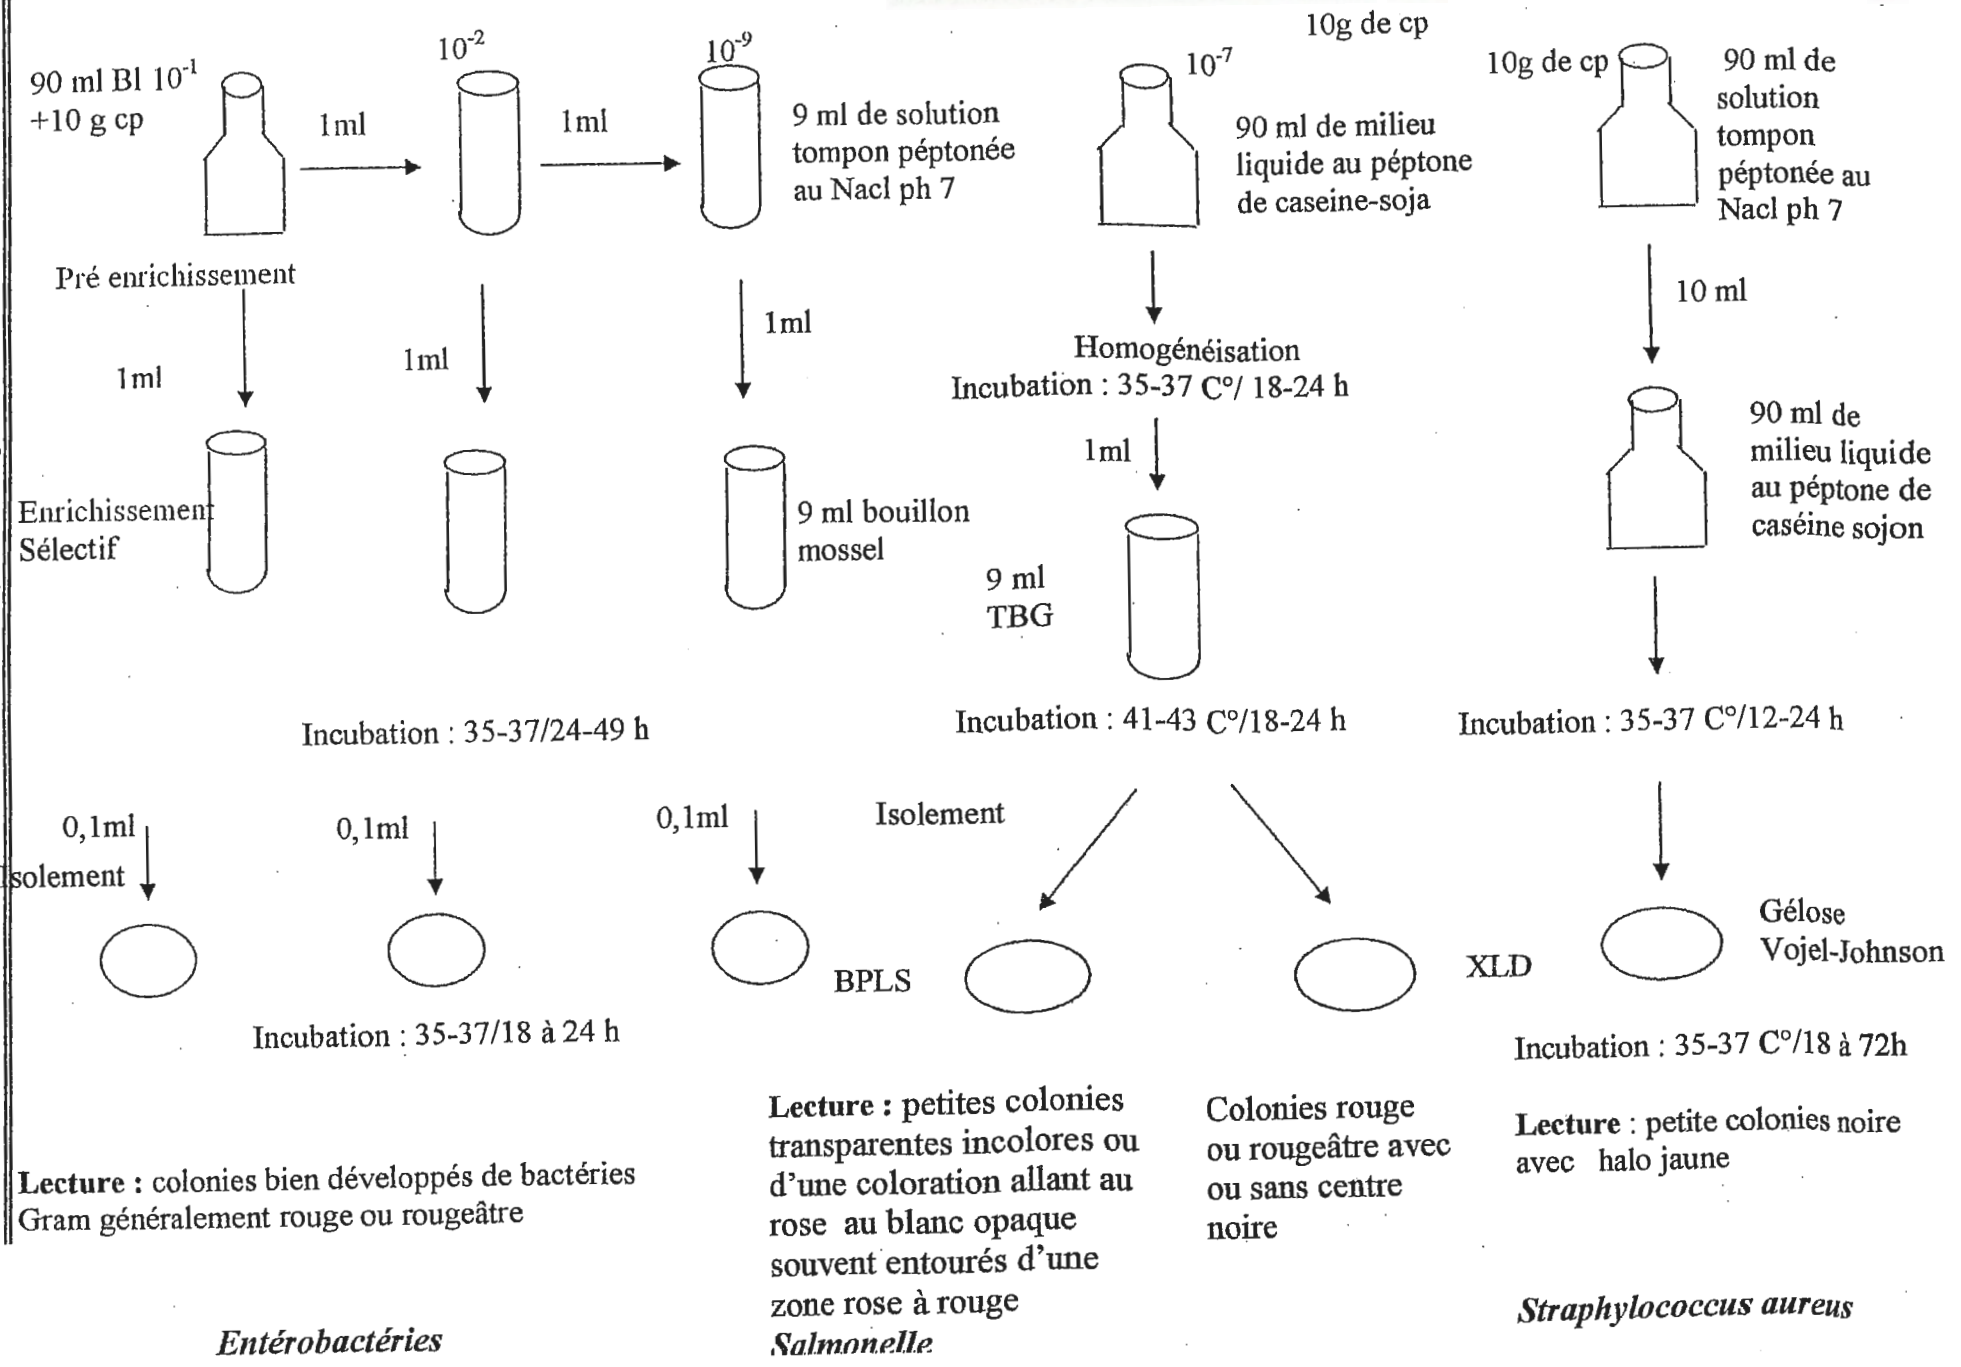 10g de cp
90 ml Bl 10⁻¹
+10 g cp
1ml
10⁻²
1ml
10⁻⁹
9 ml de solution
tompon péptonée
au Nacl ph 7
10⁻⁷
90 ml de milieu
liquide au péptone
de caseine-soja
10g de cp
90 ml de
solution
tompon
péptonée au
Nacl ph 7
Pré enrichissement
1ml
1ml
1ml
Homogénéisation
Incubation : 35-37 C°/ 18-24 h
1ml
10 ml
90 ml de
milieu liquide
au péptone de
caséine sojon
Enrichissement
Sélectif
9 ml bouillon
mossel
9 ml
TBG
Incubation : 35-37/24-49 h
Incubation : 41-43 C°/18-24 h
Incubation : 35-37 C°/12-24 h
0,1ml
Isolement
0,1ml
0,1ml
Isolement
BPLS
XLD
Gélose
Vojel-Johnson
Incubation : 35-37/18 à 24 h
Incubation : 35-37 C°/18 à 72h
Lecture : colonies bien développés de bactéries
Gram généralement rouge ou rougeâtre
Lecture : petites colonies
transparentes incolores ou
d'une coloration allant au
rose au blanc opaque
souvent entourés d'une
zone rose à rouge
Colonies rouge
ou rougeâtre avec
ou sans centre
noire
Lecture : petite colonies noire
avec halo jaune
Entérobactéries
Salmonelle
Straphylococcus aureus